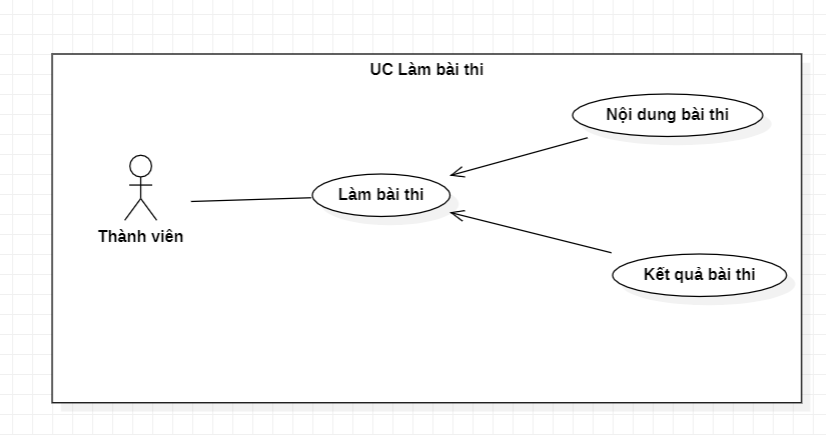 UC Làm bài thi
Nội dung bài thi
Làm bài thi
Thành viên
Kết quả bài thi